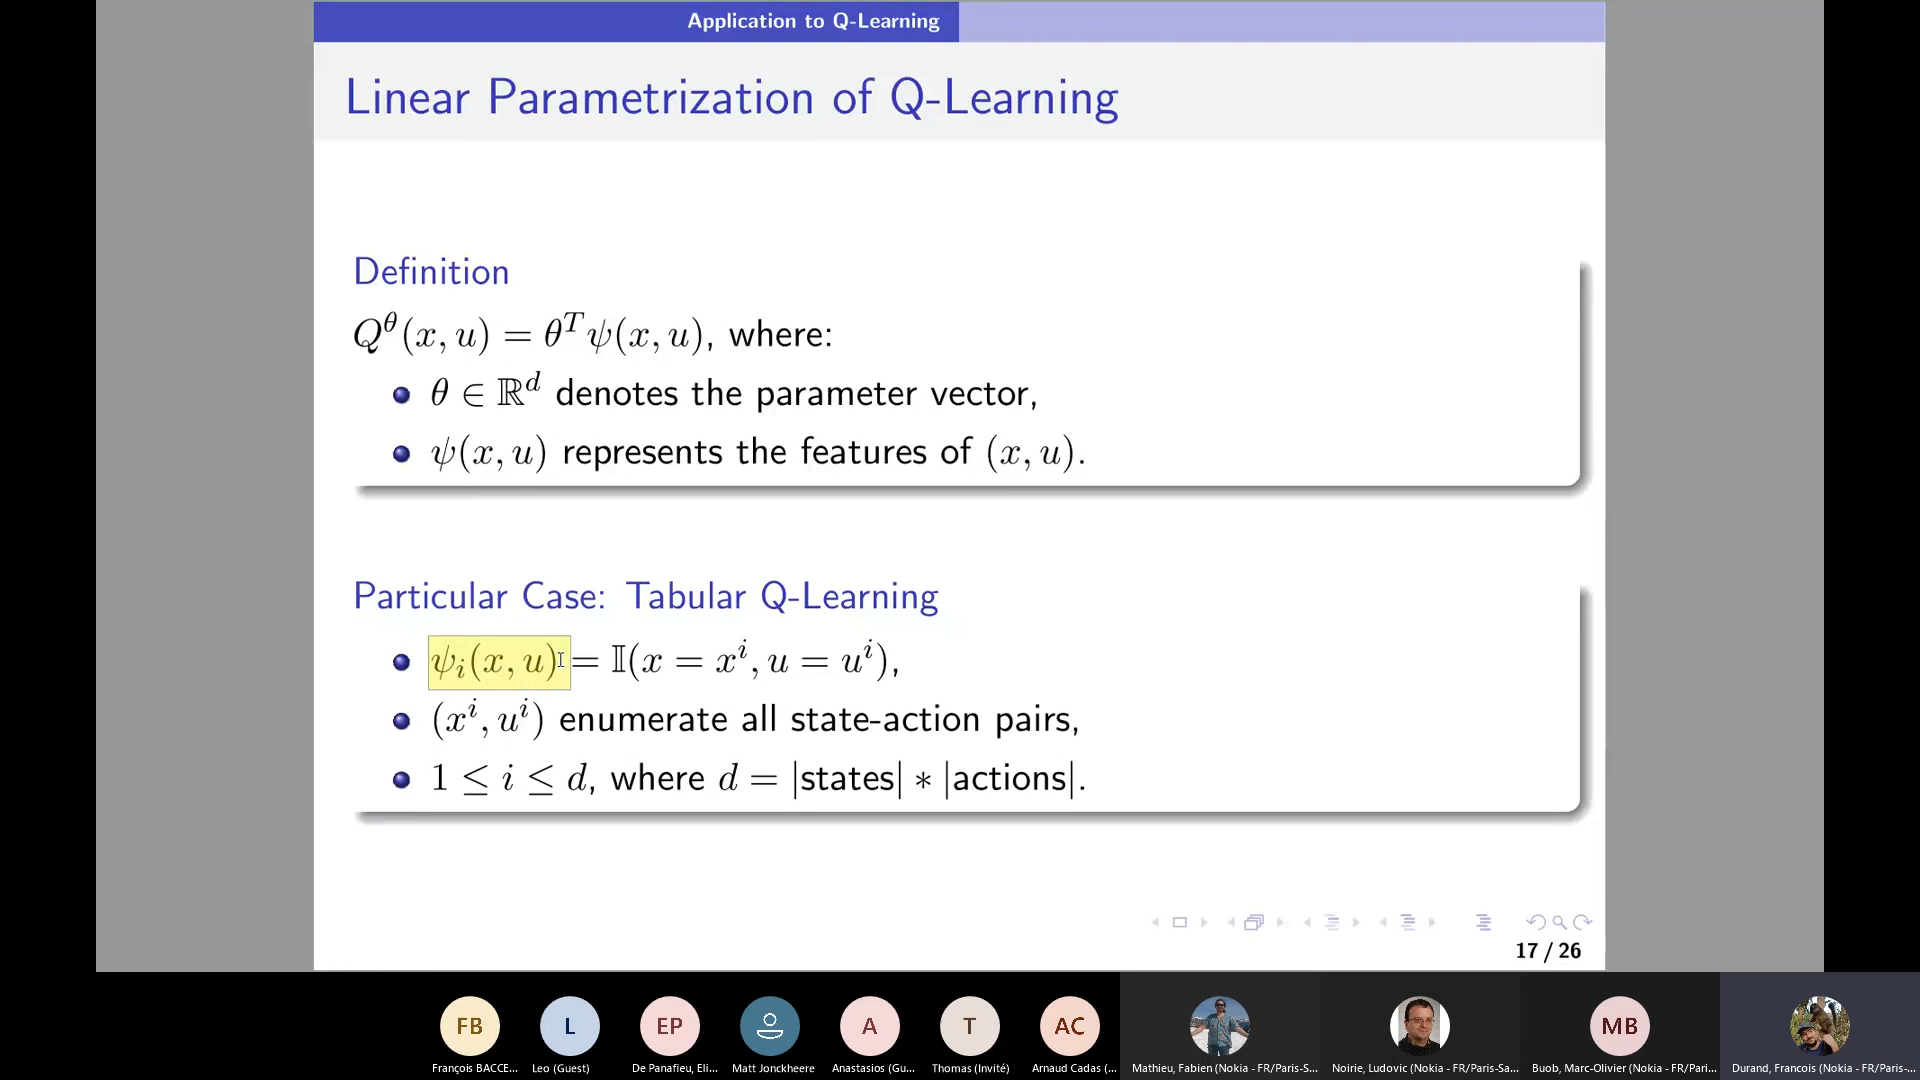 Application to Q-Learning
Linear Parametrization of Q-Learning
Definition
Q^θ(x, u) = θ^T ψ(x, u), where:
θ ∈ ℝ^d denotes the parameter vector,
ψ(x, u) represents the features of (x, u).
Particular Case: Tabular Q-Learning
ψ_i(x, u) = 𝕀(x = x^i, u = u^i),
(x^i, u^i) enumerate all state-action pairs,
1 ≤ i ≤ d, where d = |states| ∗ |actions|.
17 / 26
FB L EP A T AC MB
François BACCE... Leo (Guest) De Panafieu, Eli... Matt Jonckheere Anastasios (Gu... Thomas (Invité) Arnaud Cadas (... Mathieu, Fabien (Nokia - FR/Paris-S... Noirie, Ludovic (Nokia - FR/Paris-Sa... Buob, Marc-Olivier (Nokia - FR/Pari... Durand, Francois (Nokia - FR/Paris-...